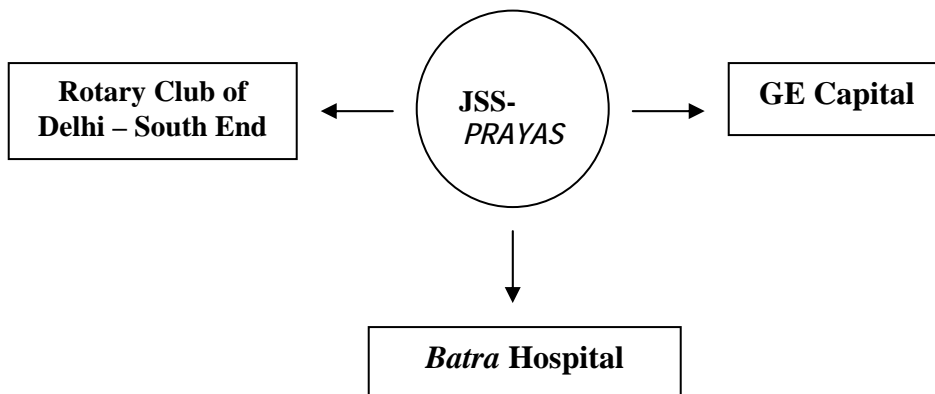 Rotary Club of
Delhi – South End
JSS-
PRAYAS
GE Capital
Batra Hospital